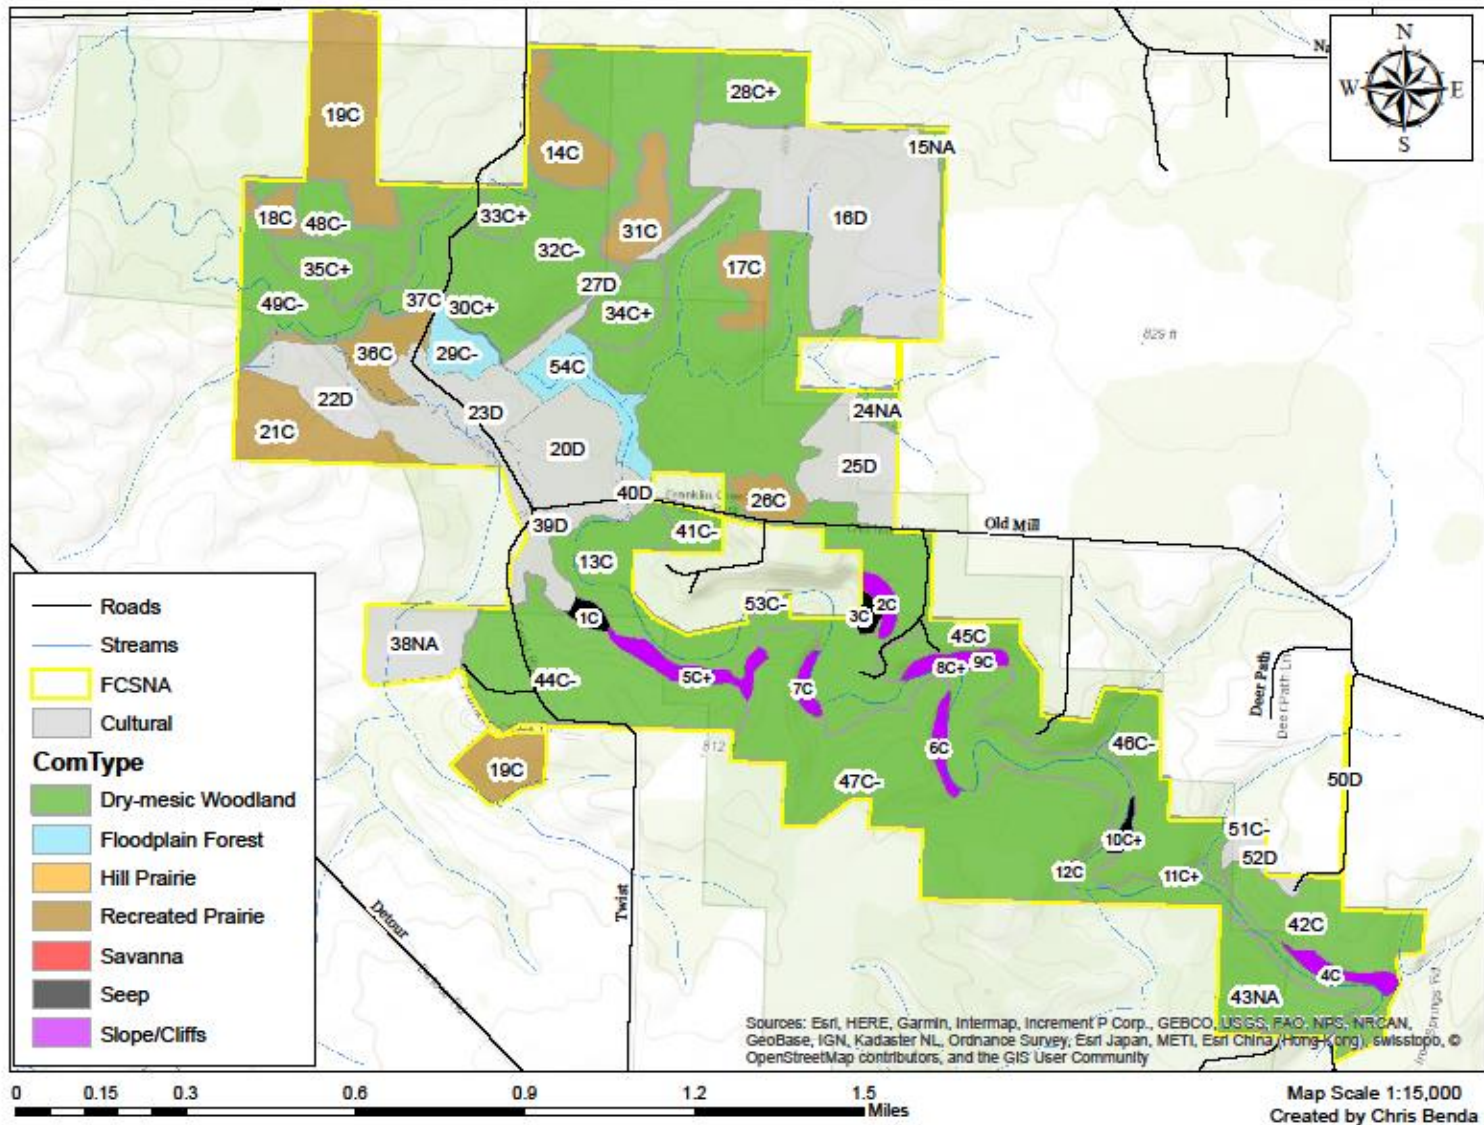 N
W
E
S
Na
28C+
19C
15NA
14C
18C
48C-
33C+
31C
16D
32C-
35C+
17C
27D
49C-
37C
30C+
34C+
829 ft
36C
29C-
54C
22D
23D
24NA
21C
20D
25D
40D
26C
39D
Old Mill
41C-
13C
53C-
1C
3C
2C
38NA
45C
8C+
9C
5C+
7C
44C-
6C
46C-
812
Deer Path
Deer Path Ln
19C
47C-
50D
51C-
10C+
52D
12C
11C+
Twist
Detour
42C
4C
43NA
Roads
Streams
FCSNA
Cultural
ComType
Dry-mesic Woodland
Floodplain Forest
Hill Prairie
Recreated Prairie
Savanna
Seep
Slope/Cliffs
Sources: Esri, HERE, Garmin, Intermap, increment P Corp., GEBCO, USGS, FAO, NPS, NRCAN,
GeoBase, IGN, Kadaster NL, Ordnance Survey, Esri Japan, METI, Esri China (Hong Kong), swisstopo, ©
OpenStreetMap contributors, and the GIS User Community
0 0.15 0.3 0.6 0.9 1.2 1.5
Miles
Map Scale 1:15,000
Created by Chris Benda